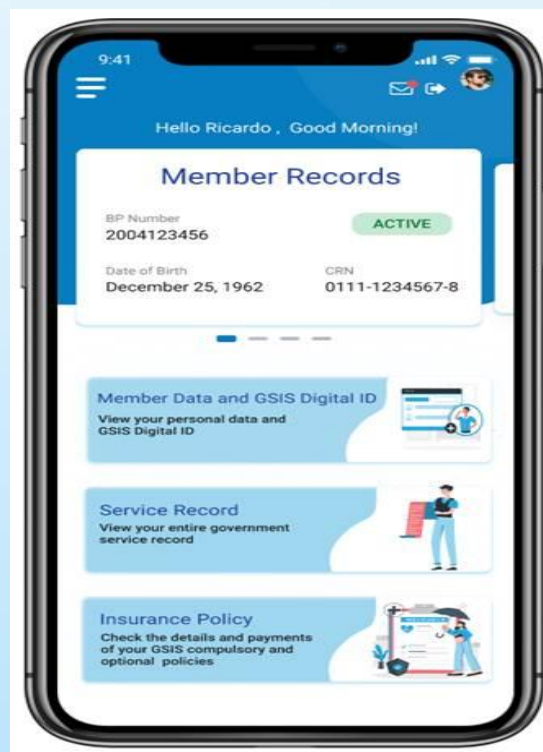 9:41
Hello Ricardo , Good Morning!
Member Records
BP Number
2004123456
ACTIVE
Date of Birth
December 25, 1962
CRN
0111-1234567-8
Member Data and GSIS Digital ID
View your personal data and
GSIS Digital ID
Service Record
View your entire government
service record
Insurance Policy
Check the details and payments
of your GSIS compulsory and
optional policies